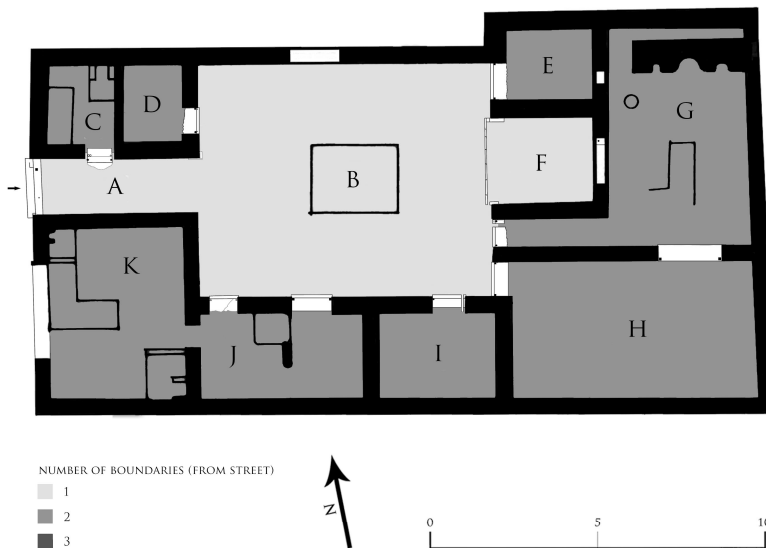 E
D
G
C
F
A
B
K
H
J
I
NUMBER OF BOUNDARIES (FROM STREET)
1
2
3
N
0 5 10